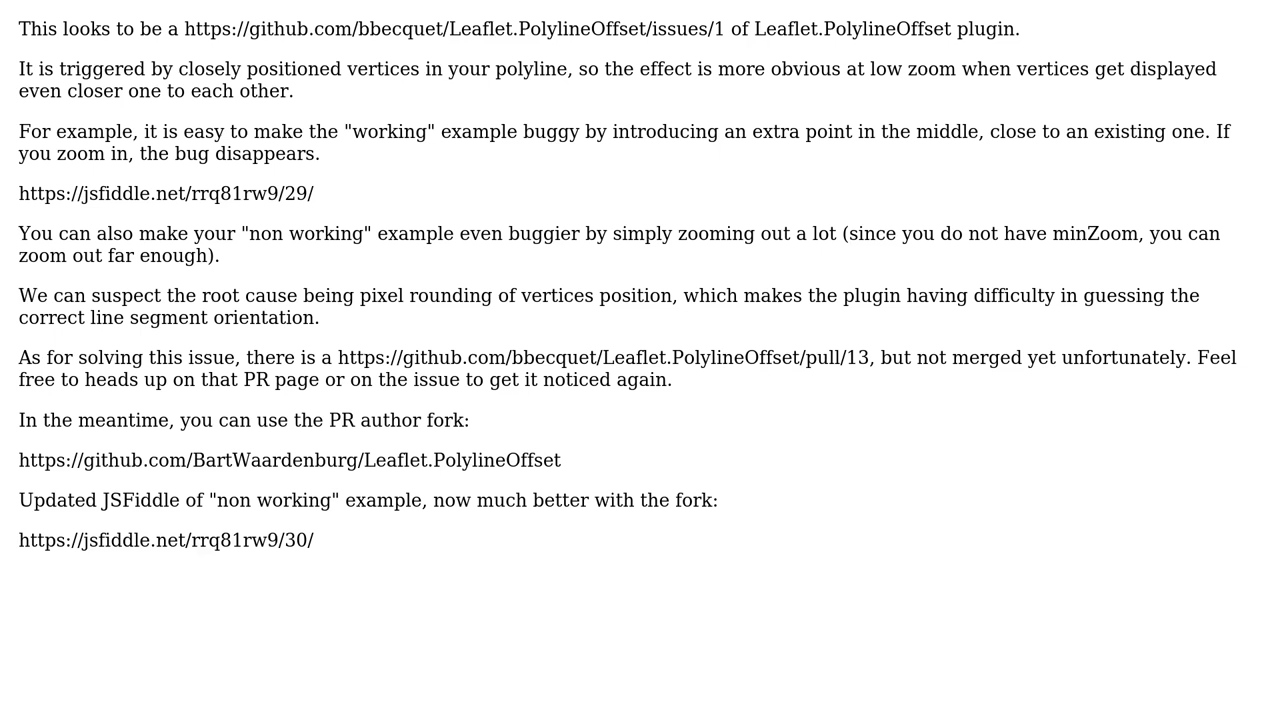 This looks to be a https://github.com/bbecquet/Leaflet.PolylineOffset/issues/1 of Leaflet.PolylineOffset plugin.
It is triggered by closely positioned vertices in your polyline, so the effect is more obvious at low zoom when vertices get displayed
even closer one to each other.
For example, it is easy to make the "working" example buggy by introducing an extra point in the middle, close to an existing one. If
you zoom in, the bug disappears.
https://jsfiddle.net/rrq81rw9/29/
You can also make your "non working" example even buggier by simply zooming out a lot (since you do not have minZoom, you can
zoom out far enough).
We can suspect the root cause being pixel rounding of vertices position, which makes the plugin having difficulty in guessing the
correct line segment orientation.
As for solving this issue, there is a https://github.com/bbecquet/Leaflet.PolylineOffset/pull/13, but not merged yet unfortunately. Feel
free to heads up on that PR page or on the issue to get it noticed again.
In the meantime, you can use the PR author fork:
https://github.com/BartWaardenburg/Leaflet.PolylineOffset
Updated JSFiddle of "non working" example, now much better with the fork:
https://jsfiddle.net/rrq81rw9/30/